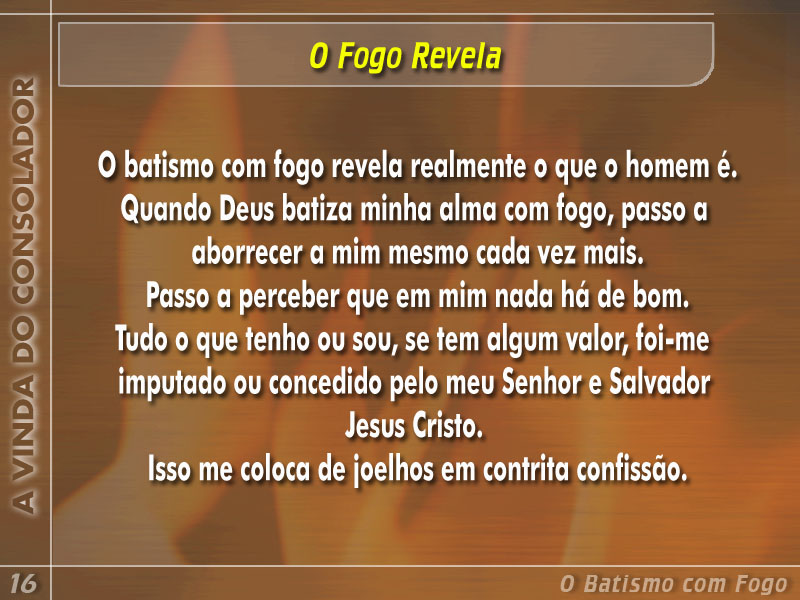 O Fogo Revela
A VINDA DO CONSOLADOR
O batismo com fogo revela realmente o que o homem é.
Quando Deus batiza minha alma com fogo, passo a
aborrecer a mim mesmo cada vez mais.
Passo a perceber que em mim nada há de bom.
Tudo o que tenho ou sou, se tem algum valor, foi-me
imputado ou concedido pelo meu Senhor e Salvador
Jesus Cristo.
Isso me coloca de joelhos em contrita confissão.
16
O Batismo com Fogo